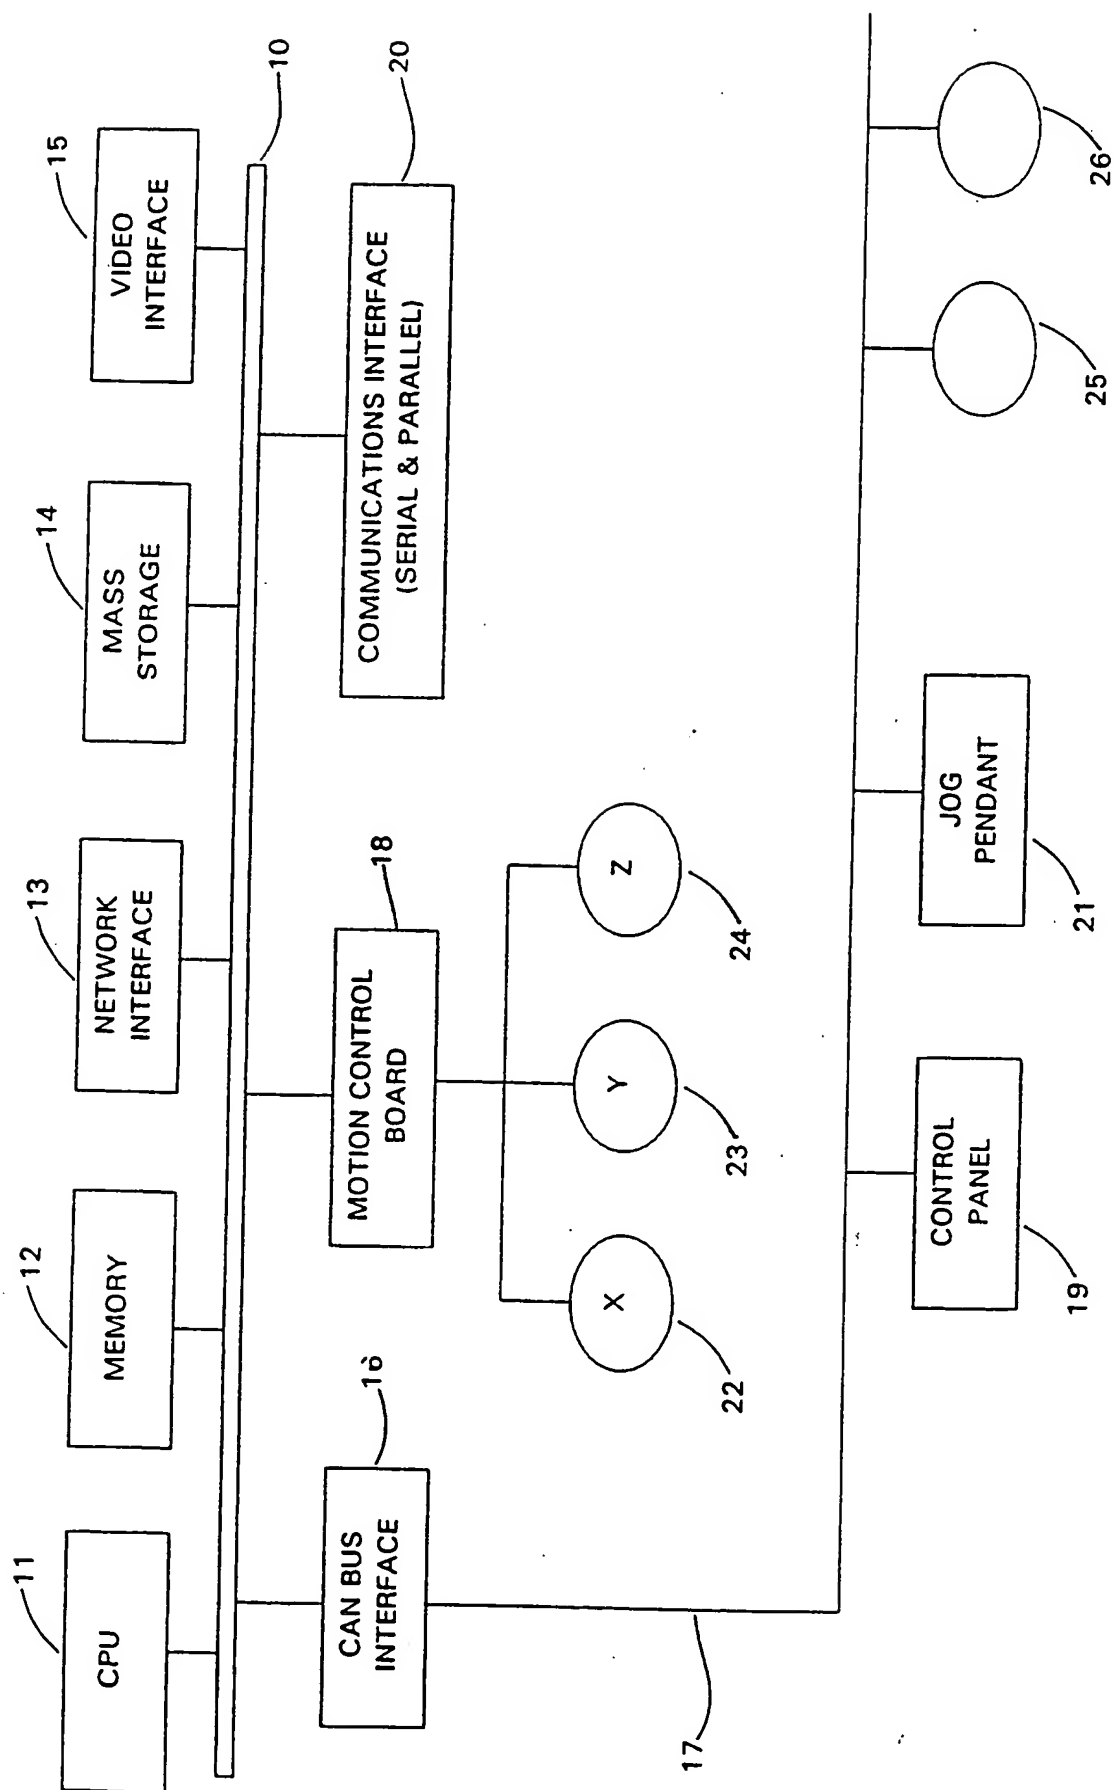 11
CPU
12
MEMORY
13
NETWORK
INTERFACE
14
MASS
STORAGE
15
VIDEO
INTERFACE
10
CAN BUS
INTERFACE
16
MOTION CONTROL
BOARD
18
COMMUNICATIONS INTERFACE
(SERIAL & PARALLEL)
20
X
22
Y
23
Z
24
17
CONTROL
PANEL
19
JOG
PENDANT
21
25
26